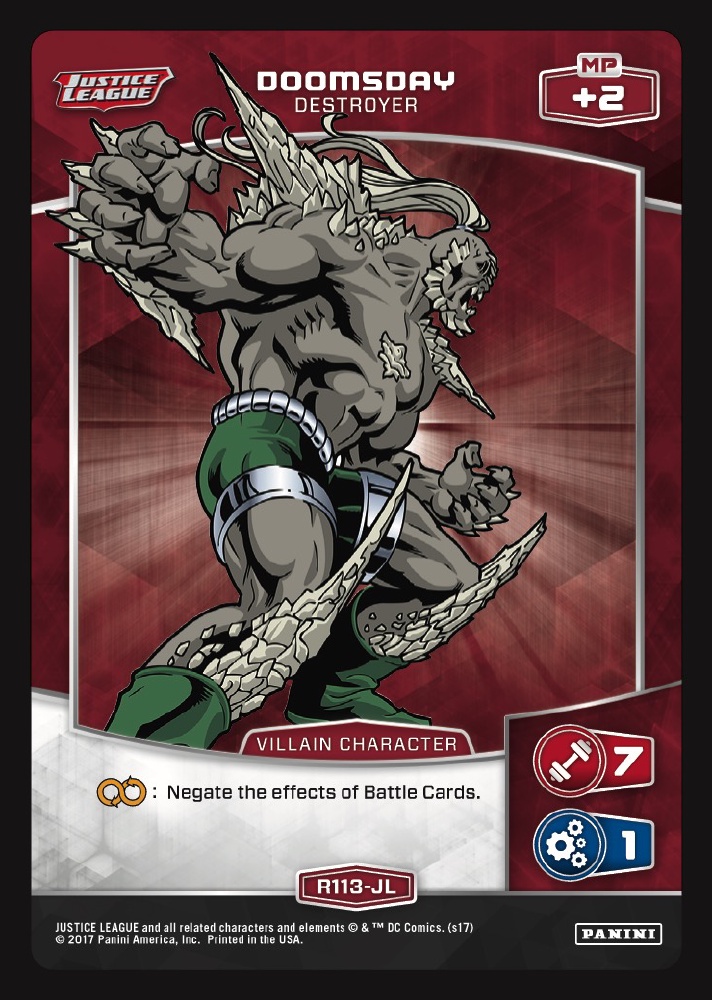 JUSTICE
LEAGUE
DOOMSDAY
DESTROYER
MP
+2
VILLAIN CHARACTER
: Negate the effects of Battle Cards.
7
1
R113-JL
JUSTICE LEAGUE and all related characters and elements © & ™ DC Comics. (s17)
© 2017 Panini America, Inc. Printed in the USA.
PANINI